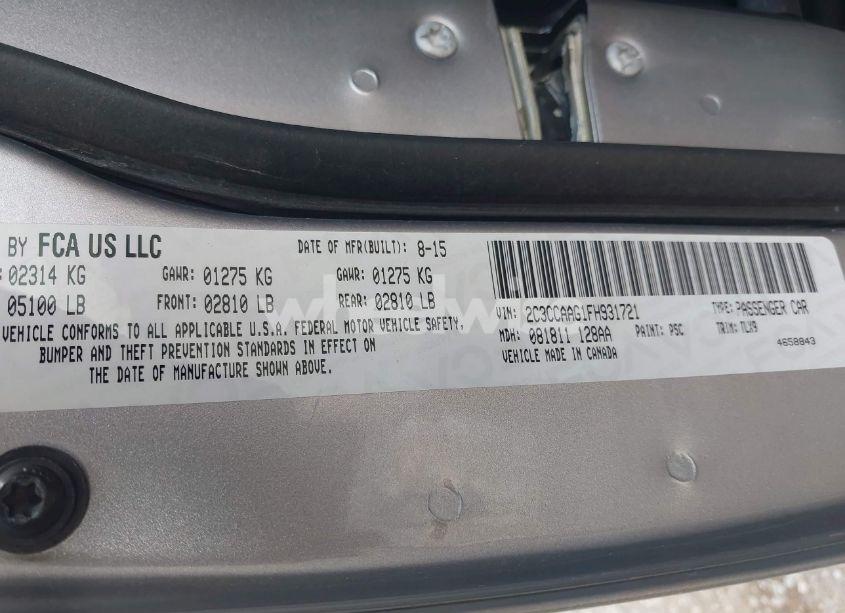 BY FCA US LLC DATE OF MFR(BUILT): 8-15
: 02314 KG GAWR: 01275 KG GAWR: 01275 KG
05100 LB FRONT: 02810 LB REAR: 02810 LB
VEHICLE CONFORMS TO ALL APPLICABLE U.S.A. FEDERAL MOTOR VEHICLE SAFETY,
BUMPER AND THEFT PREVENTION STANDARDS IN EFFECT ON
THE DATE OF MANUFACTURE SHOWN ABOVE.
VIN: 2C3CCAAG1FH931721 TYPE: PASSENGER CAR
MDH: 081811 128AA PAINT: PSC TRIM: TLX9
VEHICLE MADE IN CANADA 4658843